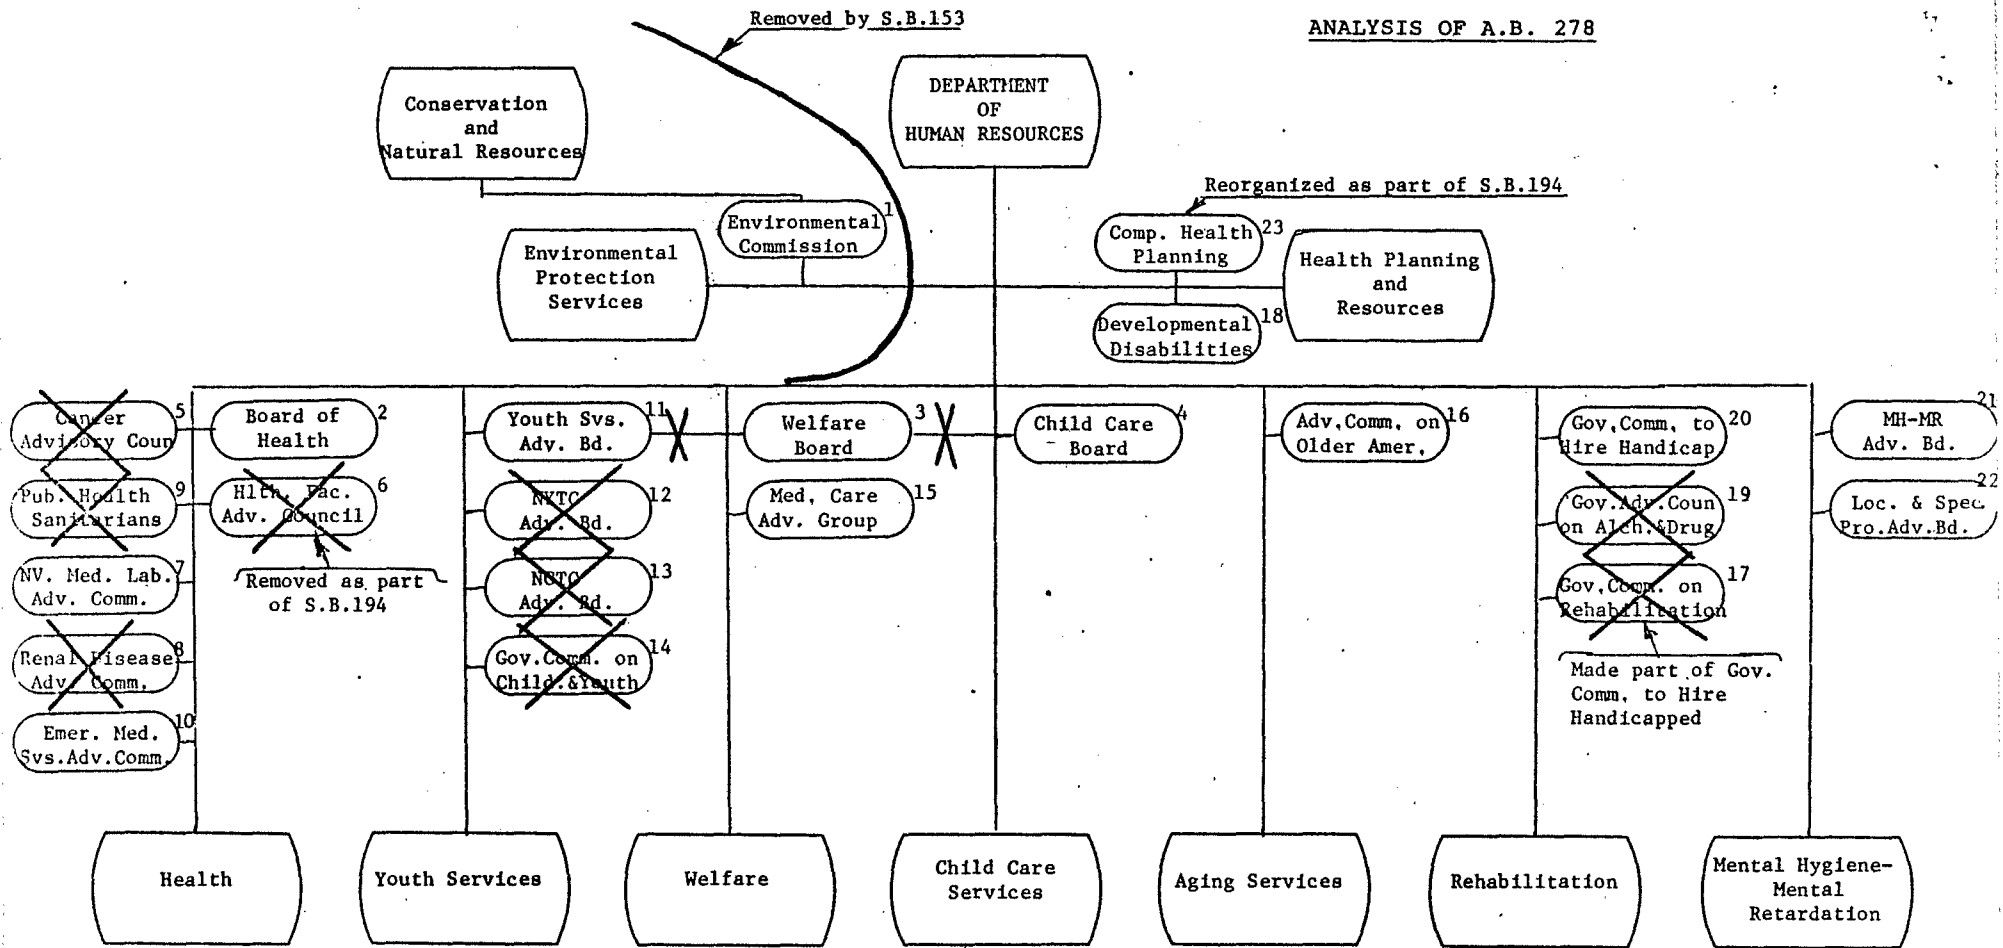 Removed by S.B.153
ANALYSIS OF A.B. 278
Conservation
and
Natural Resources
DEPARTMENT
OF
HUMAN RESOURCES
Reorganized as part of S.B.194
Environmental
Commission
1
Environmental
Protection
Services
Comp. Health
Planning
23
Health Planning
and
Resources
Developmental
Disabilities
18
Cancer
Advisory Coun
5
Board of
Health
2
Youth Svs.
Adv. Bd.
11
Welfare
Board
3
Child Care
Board
4
Adv.Comm. on
Older Amer.
16
Gov.Comm. to
Hire Handicap
20
MH-MR
Adv. Bd.
21
Pub. Health
Sanitarians
9
Hlth. Fac.
Adv. Council
6
NYTC
Adv. Bd.
12
Med. Care
Adv. Group
15
Gov.Adv.Coun
on Alch.&Drug
19
Loc. & Spec.
Pro.Adv.Bd.
22
NV. Med. Lab.
Adv. Comm.
7
Removed as part
of S.B.194
NGTC
Adv. Bd.
13
Gov.Comm. on
Rehabilitation
17
Renal Disease
Adv. Comm.
8
Gov.Comm. on
Child.&Youth
14
Made part of Gov.
Comm. to Hire
Handicapped
Emer. Med.
Svs.Adv.Comm.
10
Health
Youth Services
Welfare
Child Care
Services
Aging Services
Rehabilitation
Mental Hygiene-
Mental
Retardation